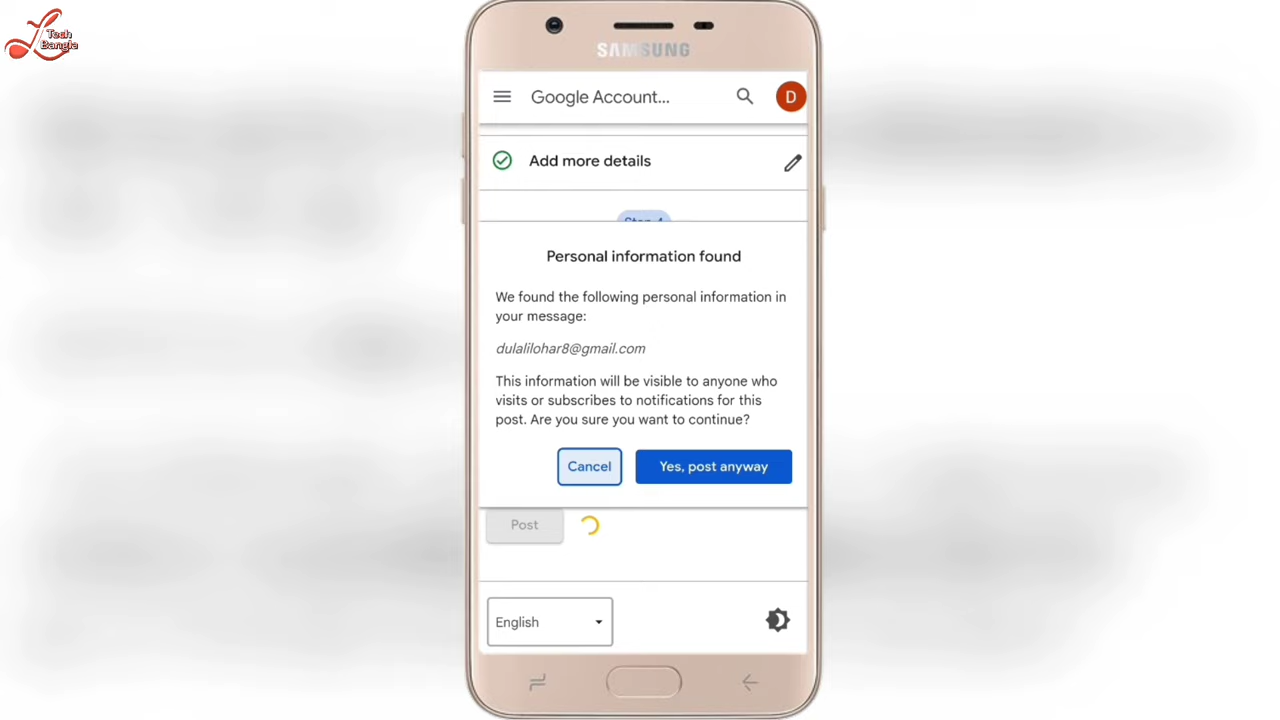 Tech
Bangla
SAMSUNG
Google Account...
D
Add more details
Step 4
Personal information found
We found the following personal information in
your message:
dulalilohar8@gmail.com
This information will be visible to anyone who
visits or subscribes to notifications for this
post. Are you sure you want to continue?
Cancel
Yes, post anyway
Post
English